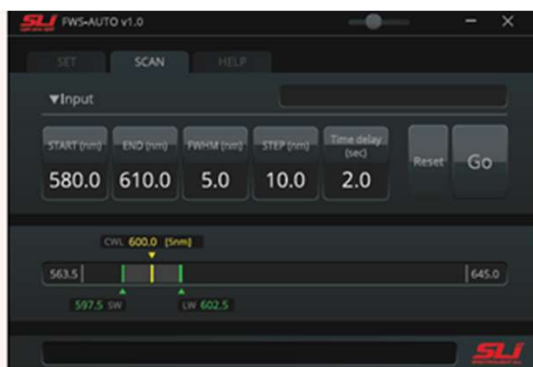 SLI FWS-AUTO v1.0
SET SCAN HELP
▼Input
START (nm) END (nm) FWHM (nm) STEP (nm) Time delay (sec) Reset Go
580.0 610.0 5.0 10.0 2.0
CWL 600.0 [5nm]
563.5 645.0
597.5 SW LW 602.5
SLI